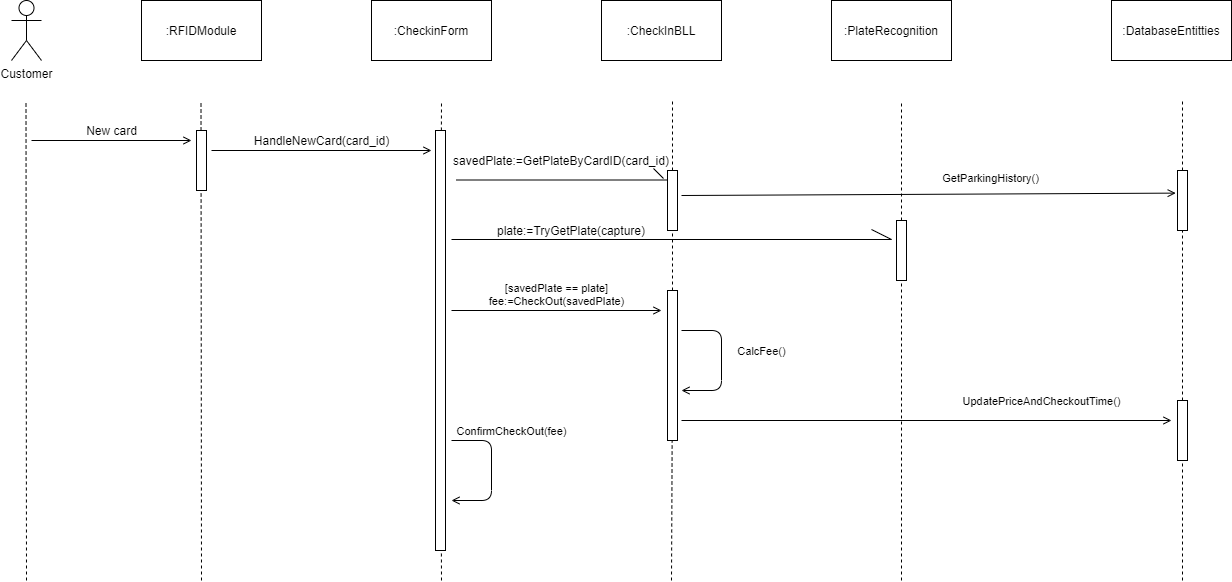 :RFIDModule
:CheckinForm
:CheckInBLL
:PlateRecognition
:DatabaseEntitties
Customer
New card
HandleNewCard(card_id)
savedPlate:=GetPlateByCardID(card_id)
GetParkingHistory()
plate:=TryGetPlate(capture)
[savedPlate == plate]
fee:=CheckOut(savedPlate)
CalcFee()
UpdatePriceAndCheckoutTime()
ConfirmCheckOut(fee)